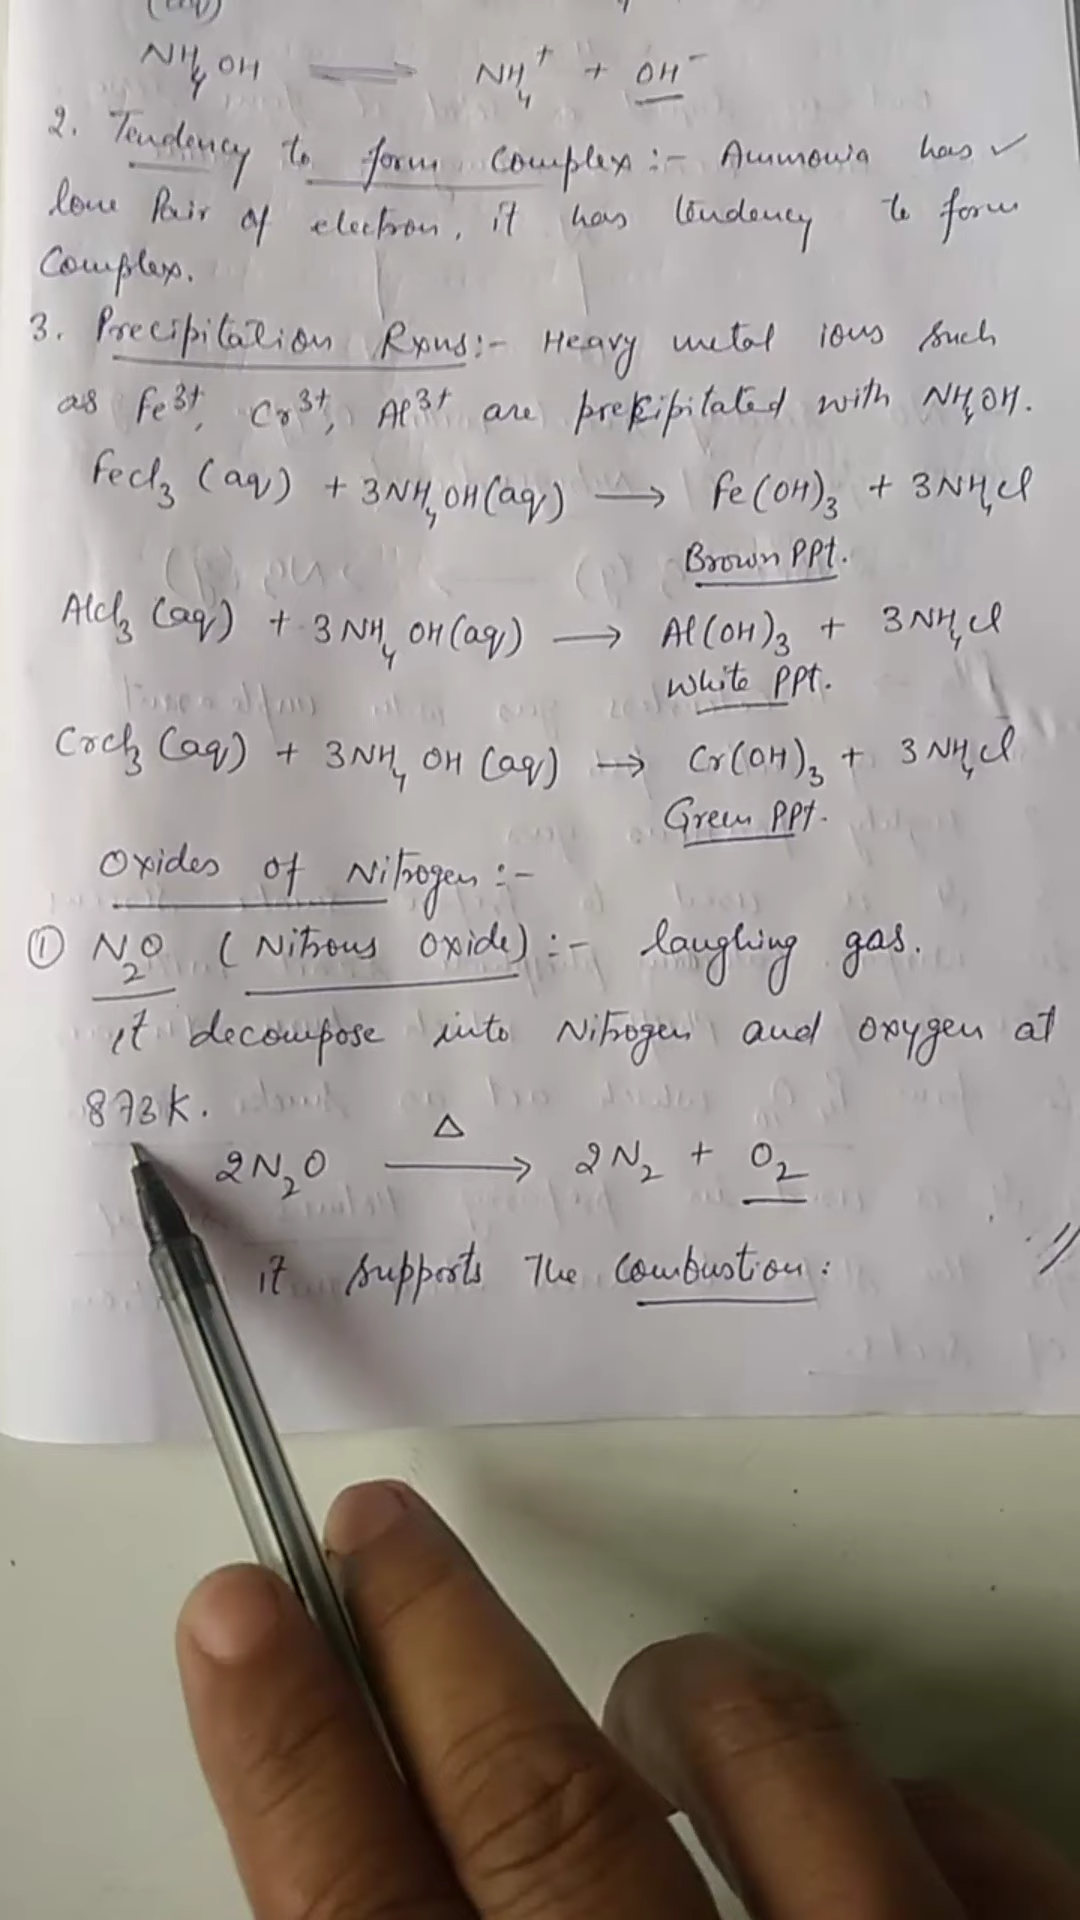 (aq)
NH₄OH ⇌ NH₄⁺ + OH⁻
2. Tendency to form complex:- Ammonia has ✓
lone Pair of electron, it has tendency to form
Complex.
3. Precipitation Rxns:- Heavy metal ions such
as Fe³⁺, Cr³⁺, Al³⁺ are precipitated with NH₄OH.
FeCl₃ (aq) + 3NH₄OH(aq) → Fe(OH)₃ + 3NH₄Cl
Brown PPt.
AlCl₃ (aq) + 3NH₄OH(aq) → Al(OH)₃ + 3NH₄Cl
White PPt.
CrCl₃ (aq) + 3NH₄OH (aq) → Cr(OH)₃ + 3NH₄Cl
Green PPt.
Oxides of Nitrogen :-
① N₂O (Nitrous Oxide) :- laughing gas.
it decompose into Nitrogen and oxygen at
873K.
2N₂O —Δ→ 2N₂ + O₂
it supports The Combustion.